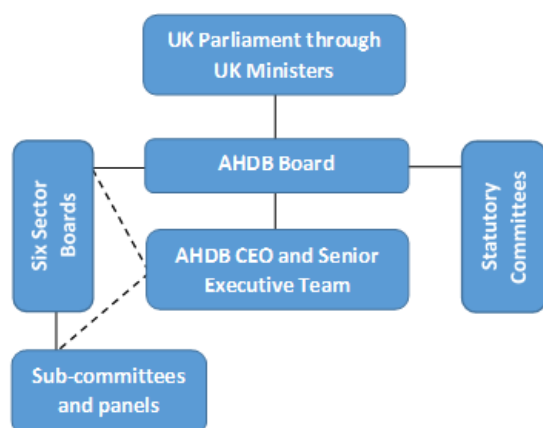 UK Parliament through
UK Ministers
AHDB Board
Six Sector
Boards
Statutory
Committees
AHDB CEO and Senior
Executive Team
Sub-committees
and panels